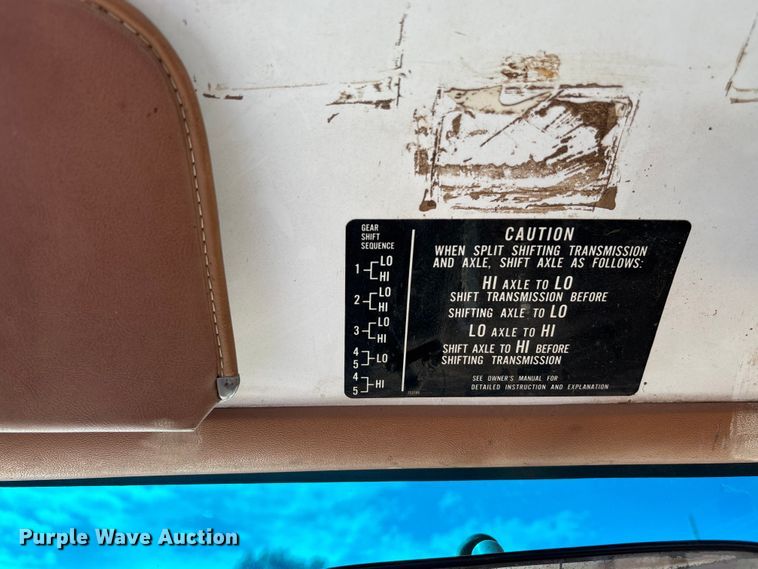 GEAR
SHIFT
SEQUENCE
1 LO
HI
2 LO
HI
3 LO
HI
4
5 LO
4
5 HI
CAUTION
WHEN SPLIT SHIFTING TRANSMISSION
AND AXLE, SHIFT AXLE AS FOLLOWS:
HI AXLE TO LO
SHIFT TRANSMISSION BEFORE
SHIFTING AXLE TO LO
LO AXLE TO HI
SHIFT AXLE TO HI BEFORE
SHIFTING TRANSMISSION
SEE OWNER'S MANUAL FOR
DETAILED INSTRUCTION AND EXPLANATION
Purple Wave Auction